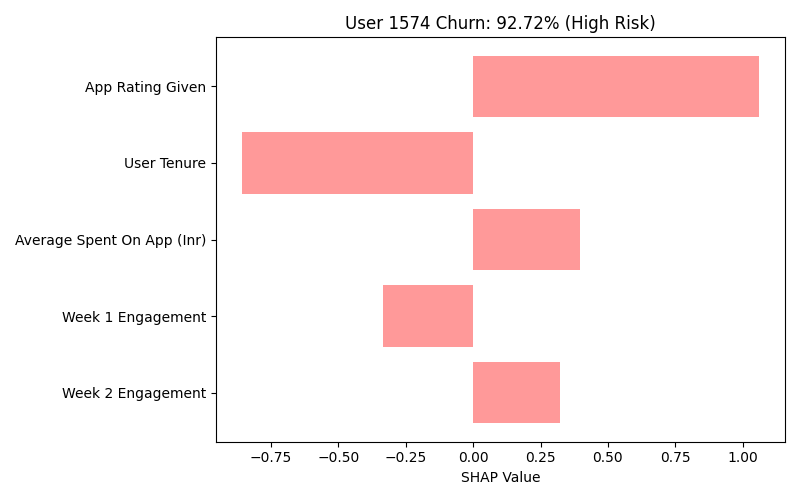 User 1574 Churn: 92.72% (High Risk)
App Rating Given
User Tenure
Average Spent On App (Inr)
Week 1 Engagement
Week 2 Engagement
−0.75 −0.50 −0.25 0.00 0.25 0.50 0.75 1.00
SHAP Value